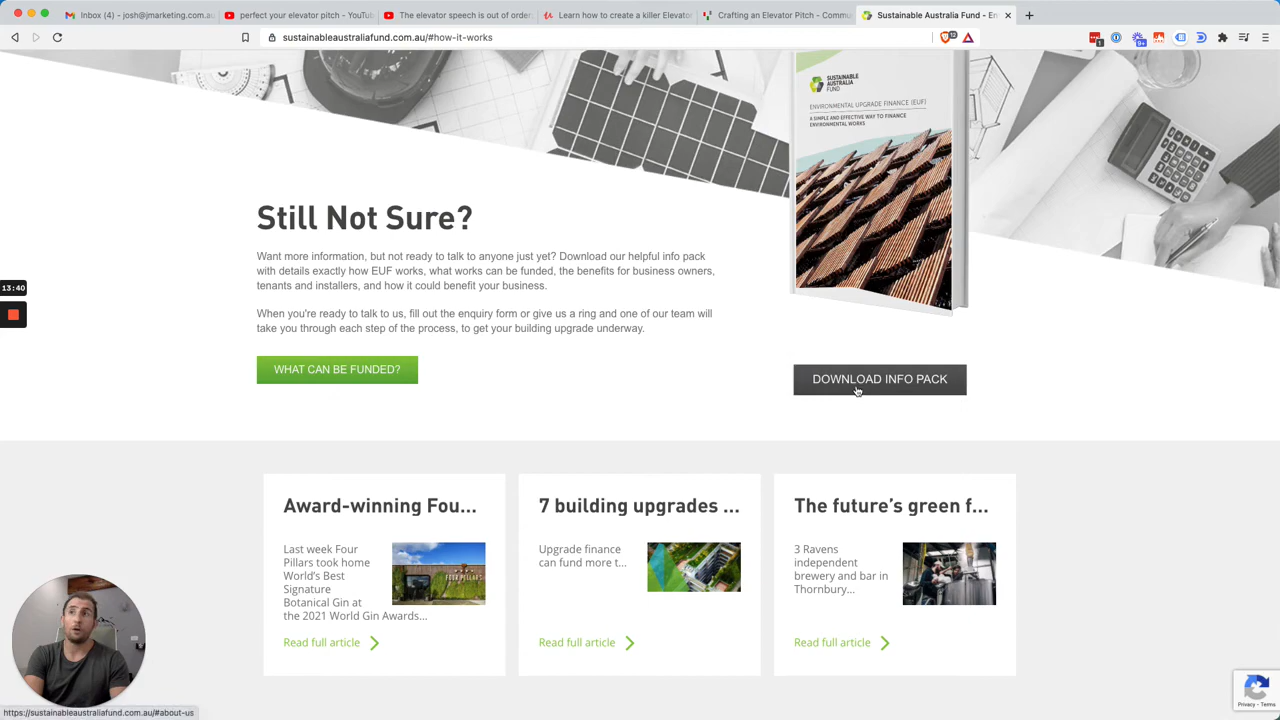 Inbox (4) – josh@jmarketing.com.au
perfect your elevator pitch – YouTu
The elevator speech is out of order
Learn how to create a killer Elevator
Crafting an Elevator Pitch – Commu
Sustainable Australia Fund – En
sustainableaustraliafund.com.au/#how-it-works
SUSTAINABLE
AUSTRALIA
FUND
ENVIRONMENTAL UPGRADE FINANCE (EUF)
A SIMPLE AND EFFECTIVE WAY TO FINANCE
ENVIRONMENTAL WORKS
Still Not Sure?
Want more information, but not ready to talk to anyone just yet? Download our helpful info pack
with details exactly how EUF works, what works can be funded, the benefits for business owners,
tenants and installers, and how it could benefit your business.
When you're ready to talk to us, fill out the enquiry form or give us a ring and one of our team will
take you through each step of the process, to get your building upgrade underway.
WHAT CAN BE FUNDED?
DOWNLOAD INFO PACK
13:40
Award-winning Fou...
Last week Four
Pillars took home
World's Best
Signature
Botanical Gin at
the 2021 World Gin Awards...
FOUR PILLARS
Read full article
7 building upgrades ...
Upgrade finance
can fund more t...
Read full article
The future's green f...
3 Ravens
independent
brewery and bar in
Thornbury...
Read full article
Privacy - Terms
https://sustainableaustraliafund.com.au/#about-us